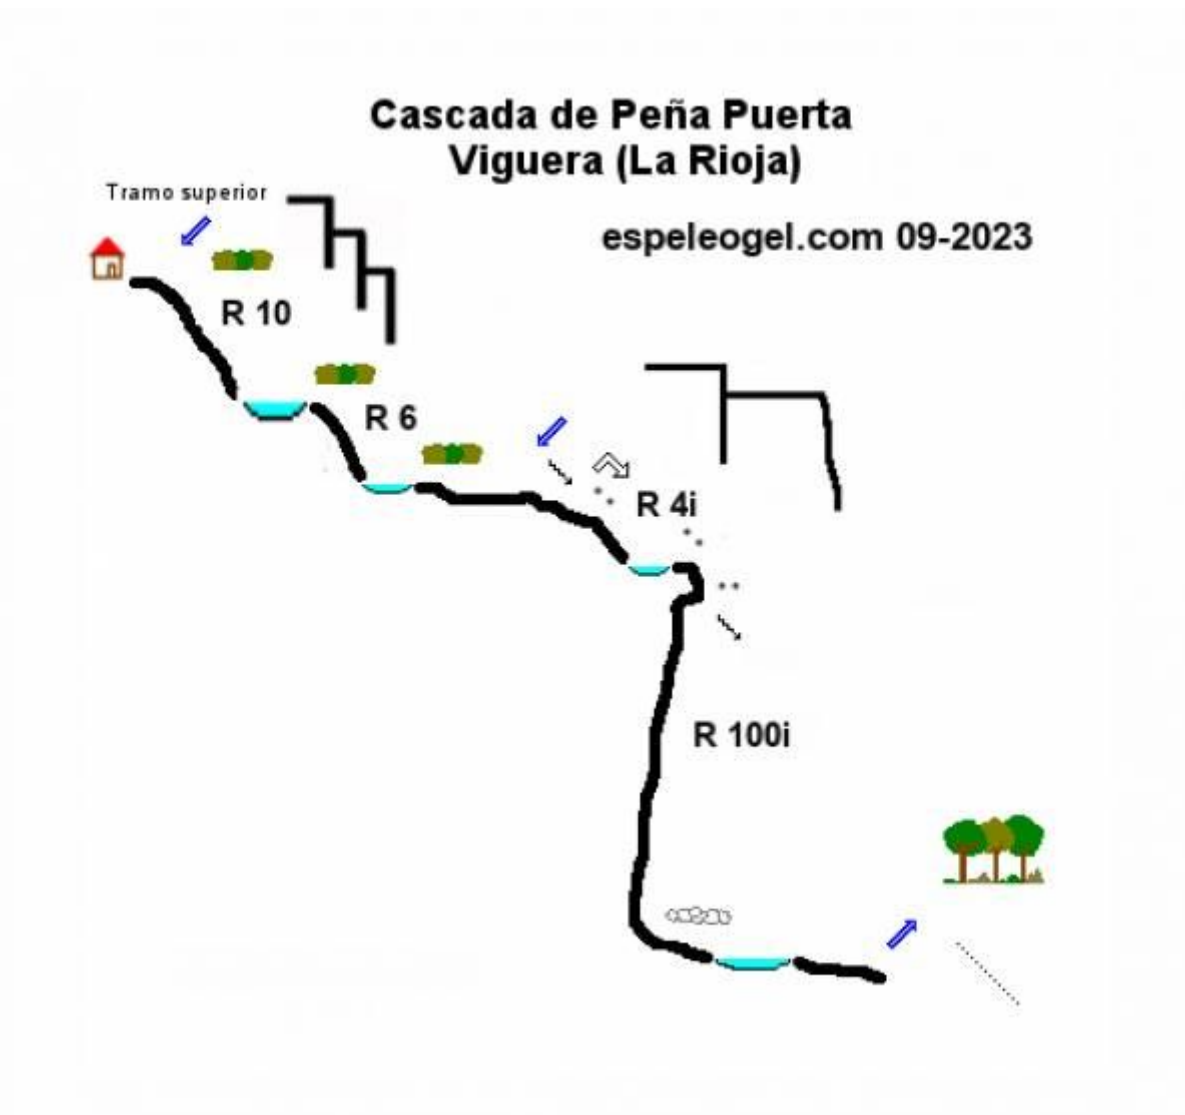 Cascada de Peña Puerta
Viguera (La Rioja)
Tramo superior
espeleogel.com 09-2023
R 10
R 6
R 4i
R 100i